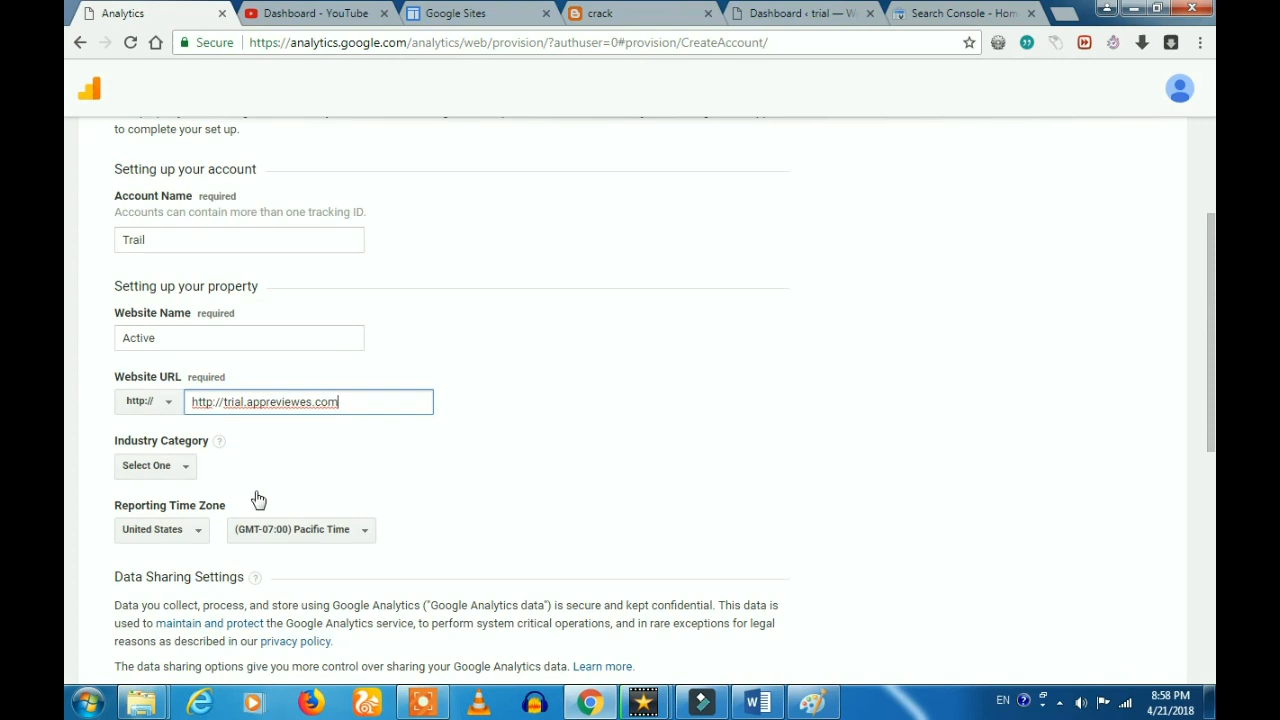 Analytics
Dashboard - YouTube
Google Sites
crack
Dashboard ‹ trial — W
Search Console - Hom
Secure
https://analytics.google.com/analytics/web/provision/?authuser=0#provision/CreateAccount/
to complete your set up.
Setting up your account
Account Name required
Accounts can contain more than one tracking ID.
Trail
Setting up your property
Website Name required
Active
Website URL required
http://
http://trial.appreviewes.com
Industry Category ?
Select One
Reporting Time Zone
United States
(GMT-07:00) Pacific Time
Data Sharing Settings ?
Data you collect, process, and store using Google Analytics ("Google Analytics data") is secure and kept confidential. This data is
used to maintain and protect the Google Analytics service, to perform system critical operations, and in rare exceptions for legal
reasons as described in our privacy policy.
The data sharing options give you more control over sharing your Google Analytics data. Learn more.
EN
8:58 PM
4/21/2018